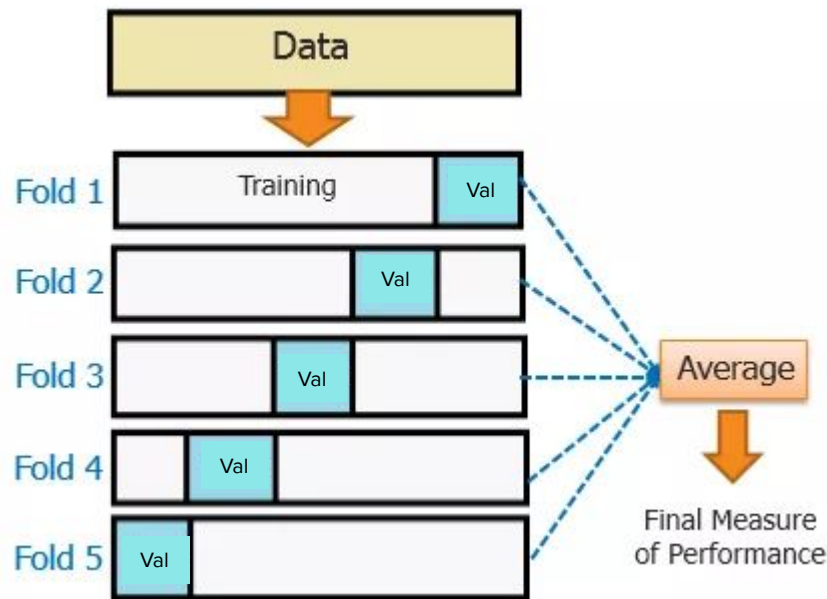 Data
Fold 1
Training
Val
Fold 2
Val
Fold 3
Val
Fold 4
Val
Fold 5
Val
Average
Final Measure
of Performance